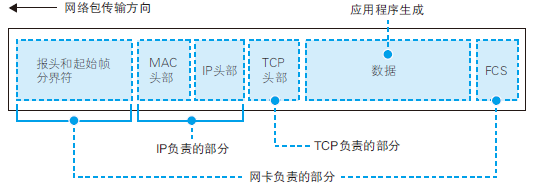 网络包传输方向
应用程序生成
报头和起始帧
分界符
MAC
头部
IP头部
TCP
头部
数据
FCS
IP负责的部分
TCP负责的部分
网卡负责的部分